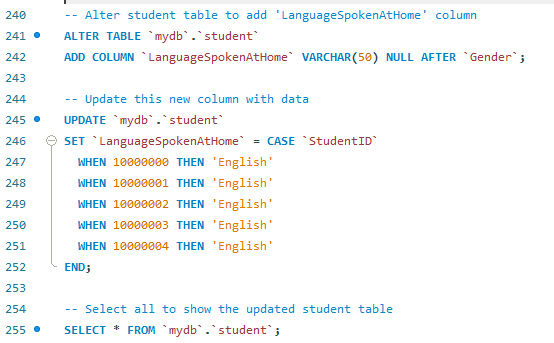 240 -- Alter student table to add 'LanguageSpokenAtHome' column
241 ALTER TABLE `mydb`.`student`
242 ADD COLUMN `LanguageSpokenAtHome` VARCHAR(50) NULL AFTER `Gender`;
243
244 -- Update this new column with data
245 UPDATE `mydb`.`student`
246 SET `LanguageSpokenAtHome` = CASE `StudentID`
247 WHEN 10000000 THEN 'English'
248 WHEN 10000001 THEN 'English'
249 WHEN 10000002 THEN 'English'
250 WHEN 10000003 THEN 'English'
251 WHEN 10000004 THEN 'English'
252 END;
253
254 -- Select all to show the updated student table
255 SELECT * FROM `mydb`.`student`;